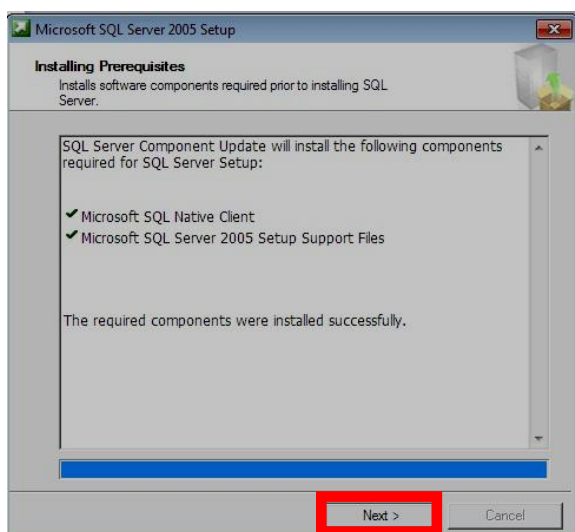 Microsoft SQL Server 2005 Setup
Installing Prerequisites
Installs software components required prior to installing SQL
Server.
SQL Server Component Update will install the following components
required for SQL Server Setup:
Microsoft SQL Native Client
Microsoft SQL Server 2005 Setup Support Files
The required components were installed successfully.
Next >
Cancel